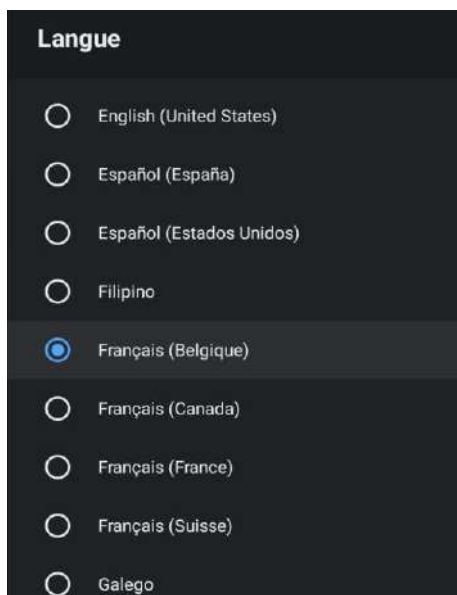 Langue
English (United States)
Español (España)
Español (Estados Unidos)
Filipino
Français (Belgique)
Français (Canada)
Français (France)
Français (Suisse)
Galego